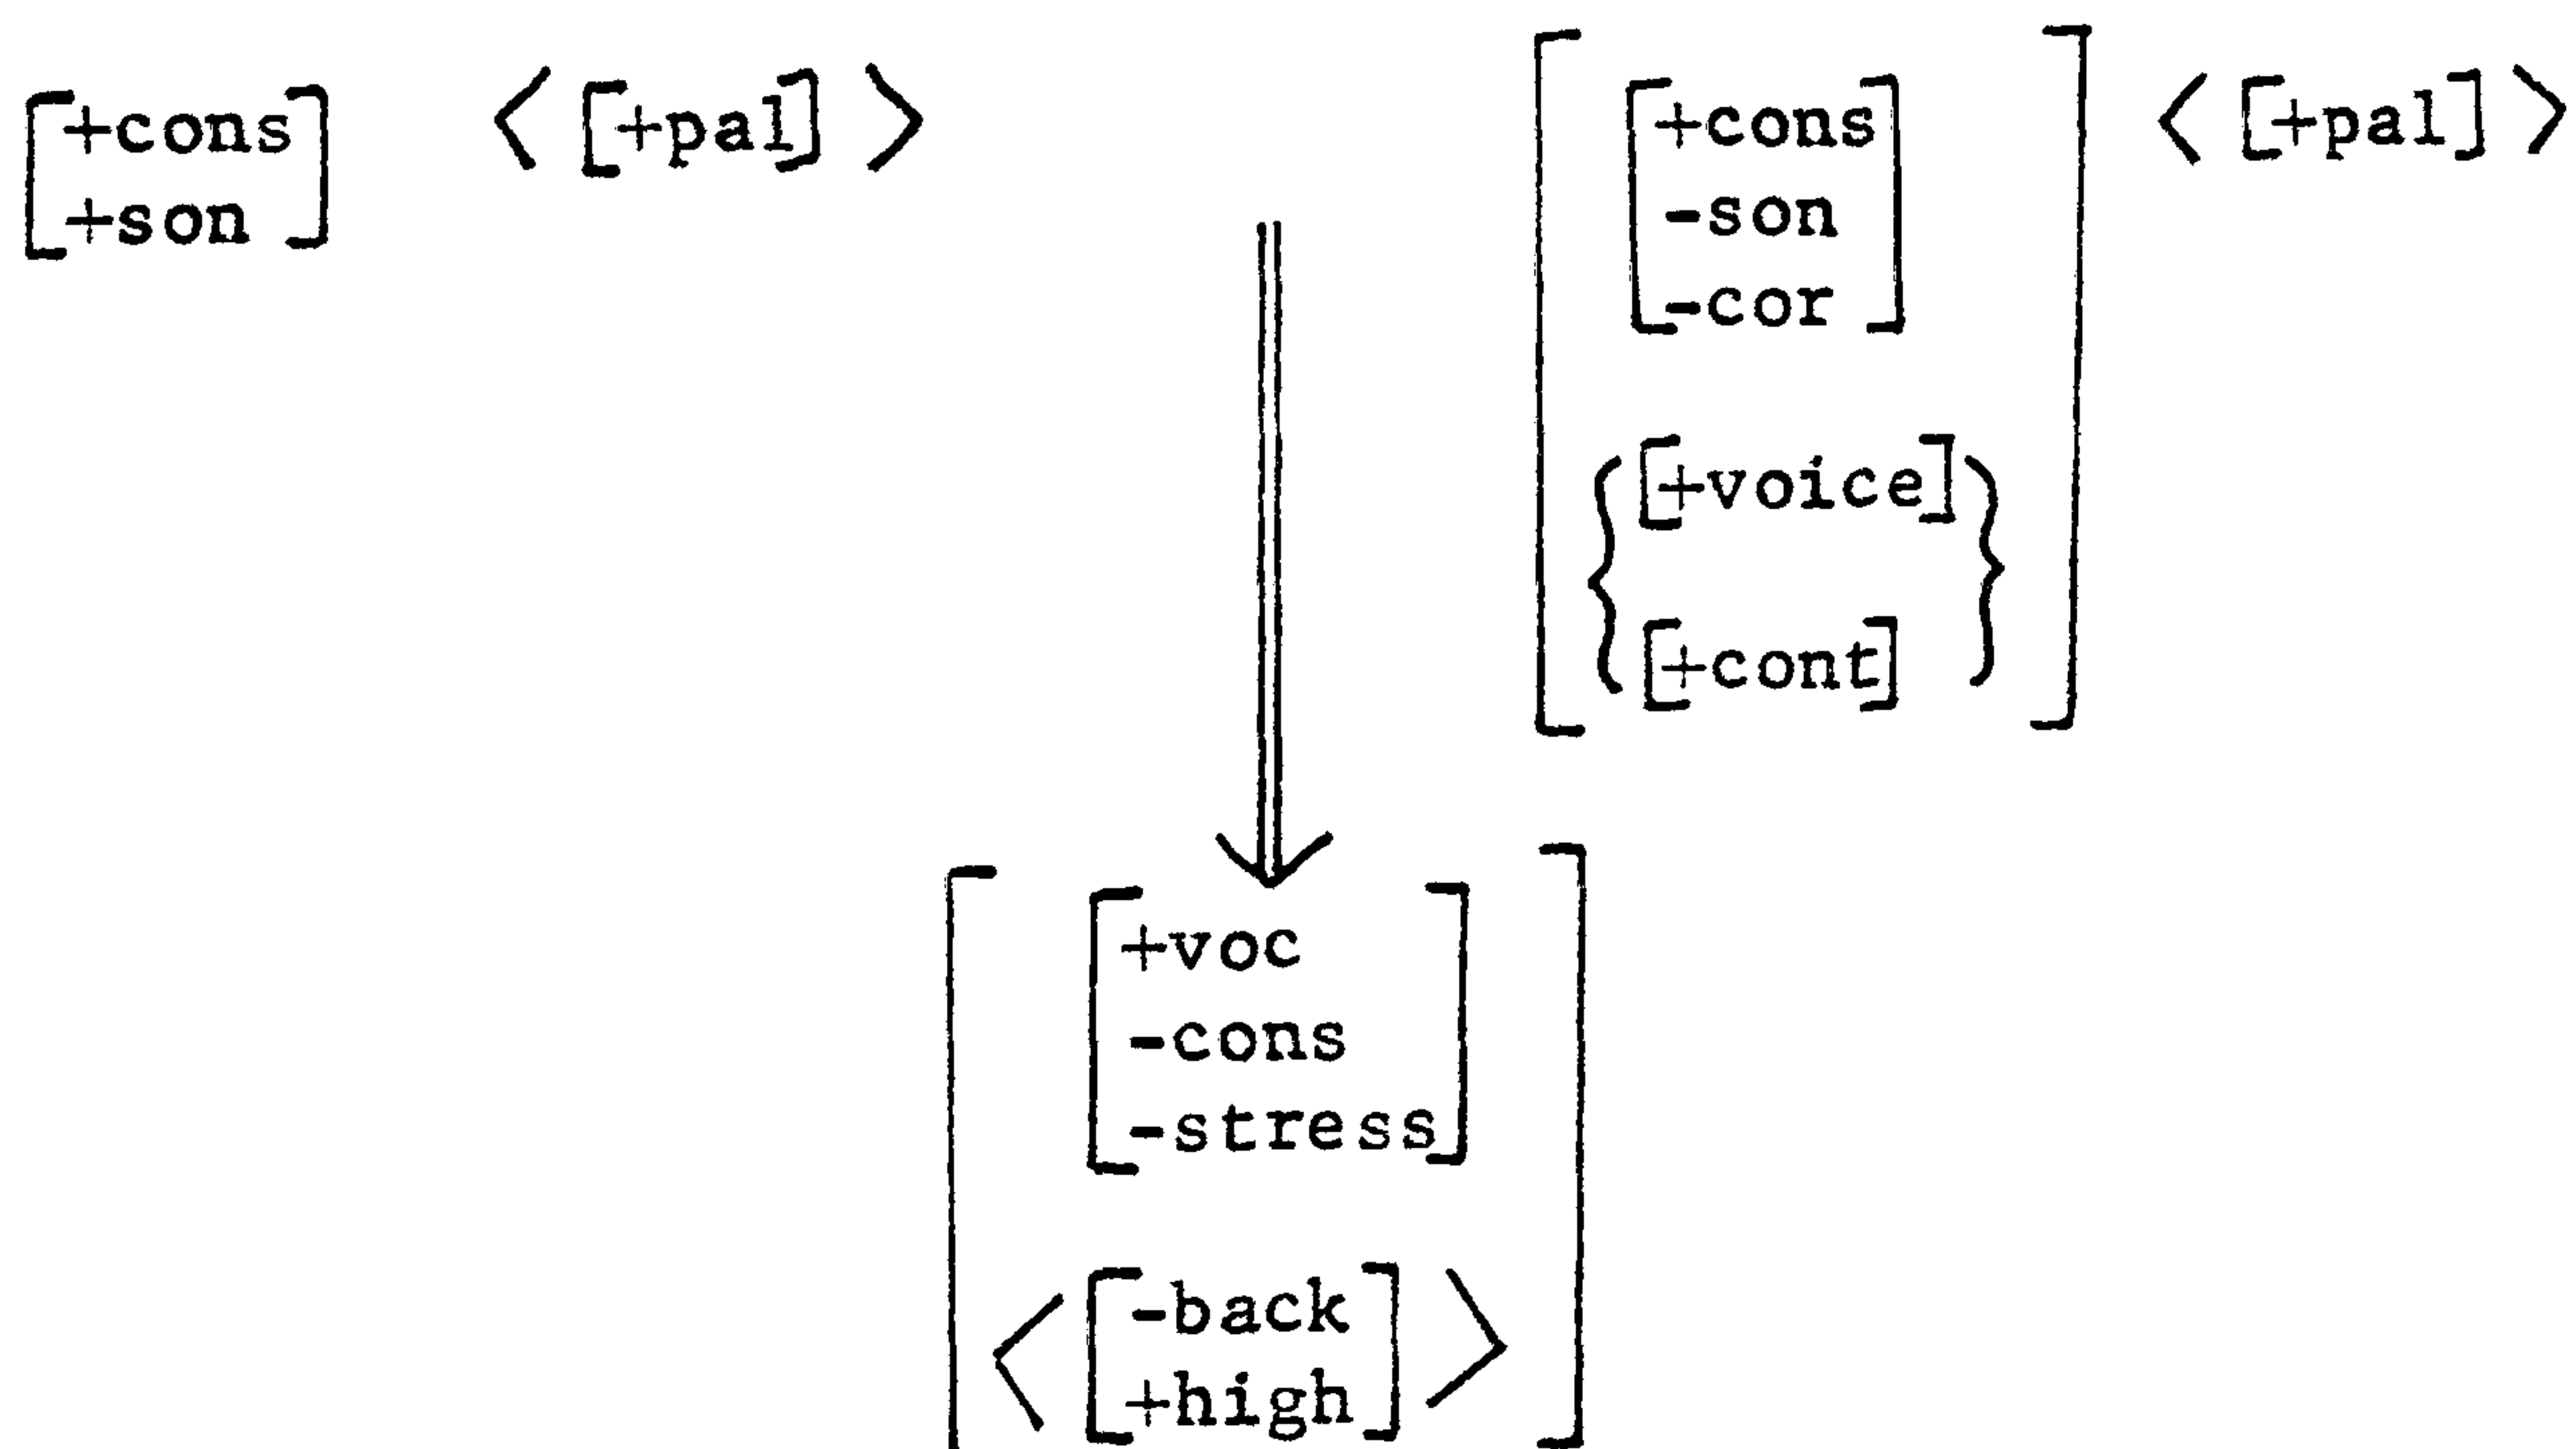 [+cons] < [+pal] > [+cons] < [+pal] >
[+son] [-son]
[-cor]
{ [+voice] }
{ [+cont] }
[+voc]
[-cons]
[-stress]
< [-back] >
[+high]